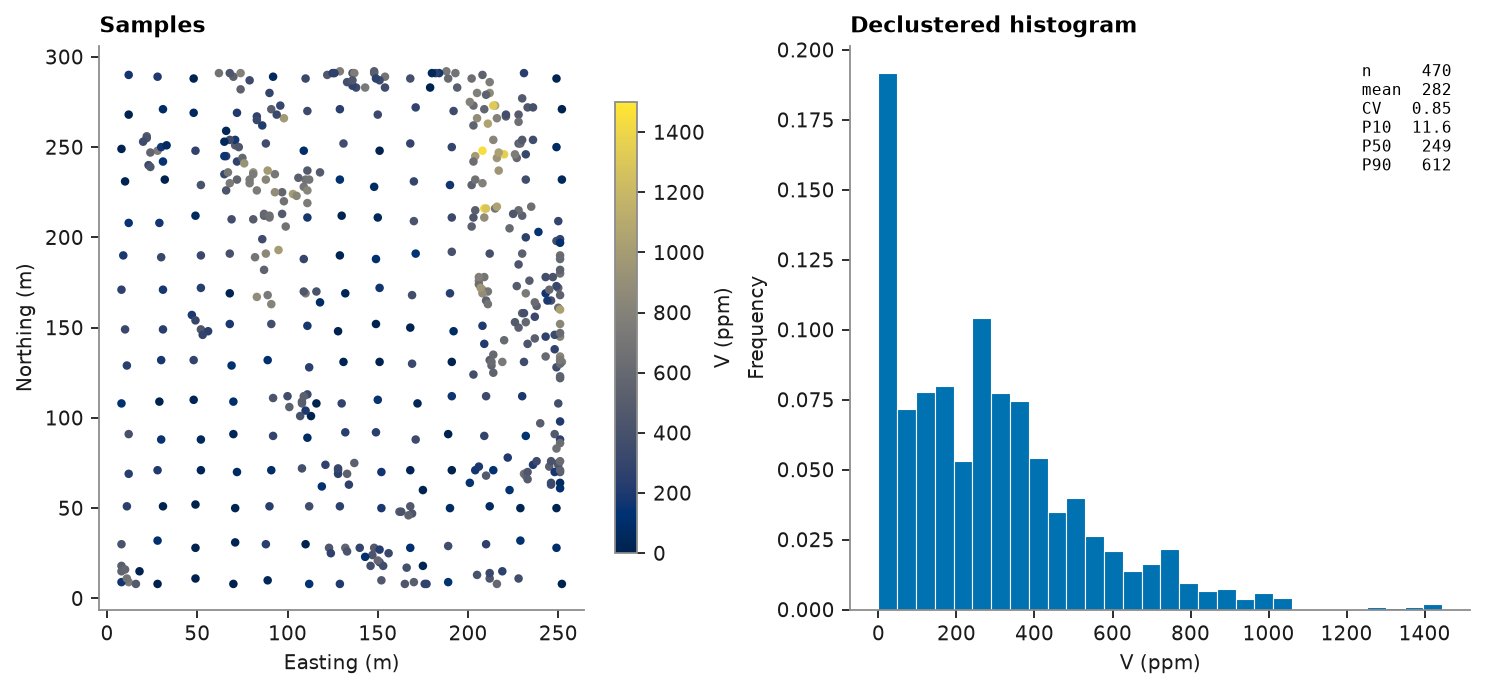 Samples
300
250
200
150
100
50
0
Northing (m)
0 50 100 150 200 250
Easting (m)
1400
1200
1000
800
600
400
200
0
V (ppm)
Declustered histogram
0.200
0.175
0.150
0.125
0.100
0.075
0.050
0.025
0.000
Frequency
n 470
mean 282
CV 0.85
P10 11.6
P50 249
P90 612
0 200 400 600 800 1000 1200 1400
V (ppm)